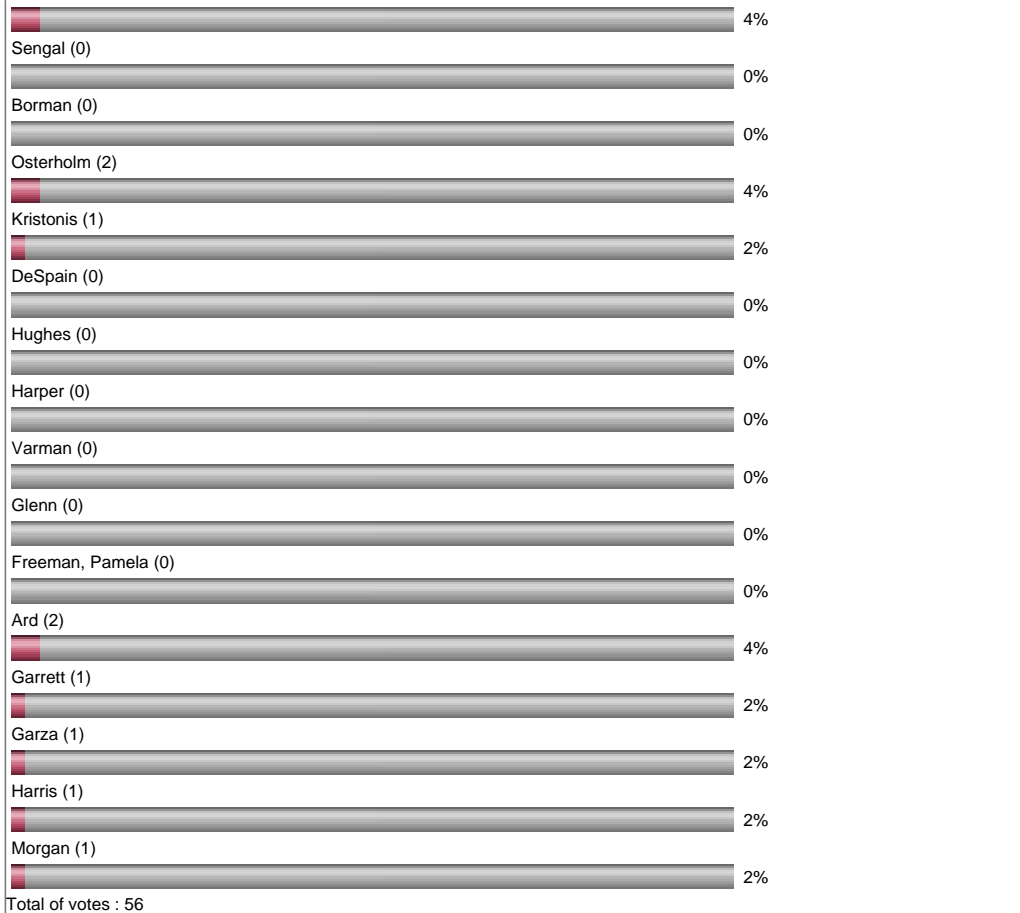 4%
Sengal (0)
0%
Borman (0)
0%
Osterholm (2)
4%
Kristonis (1)
2%
DeSpain (0)
0%
Hughes (0)
0%
Harper (0)
0%
Varman (0)
0%
Glenn (0)
0%
Freeman, Pamela (0)
0%
Ard (2)
4%
Garrett (1)
2%
Garza (1)
2%
Harris (1)
2%
Morgan (1)
2%
Total of votes : 56